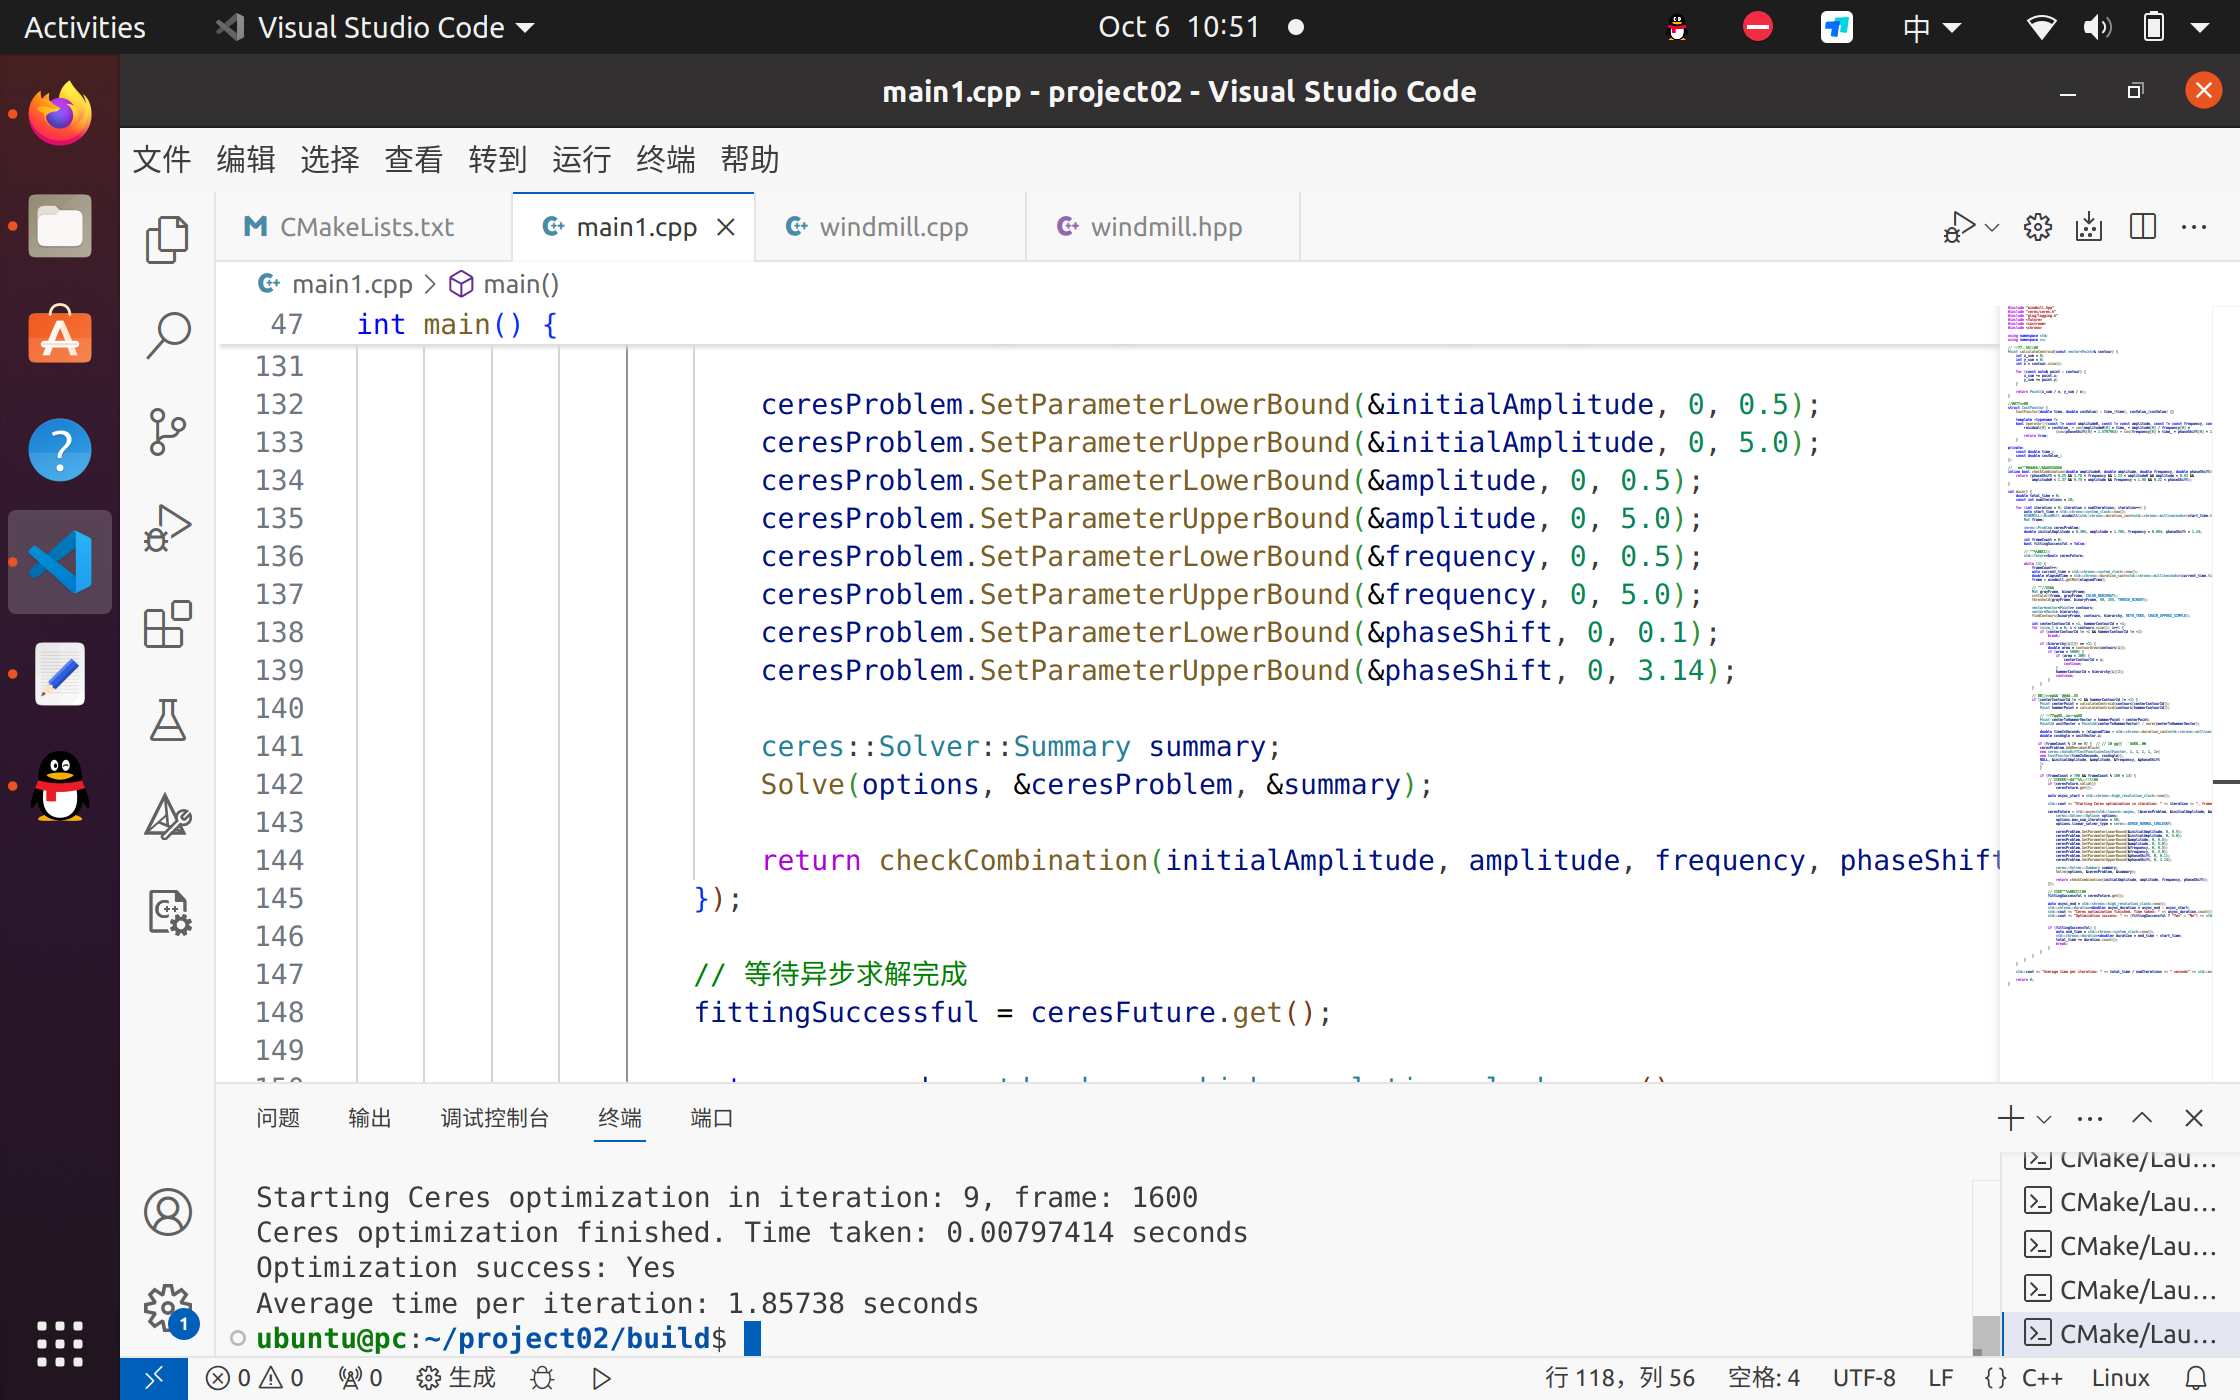 Activities
Visual Studio Code
Oct 6 10:51
中
main1.cpp - project02 - Visual Studio Code
文件 编辑 选择 查看 转到 运行 终端 帮助
CMakeLists.txt
main1.cpp
windmill.cpp
windmill.hpp
main1.cpp > main()
47 int main() {
131
132 ceresProblem.SetParameterLowerBound(&initialAmplitude, 0, 0.5);
133 ceresProblem.SetParameterUpperBound(&initialAmplitude, 0, 5.0);
134 ceresProblem.SetParameterLowerBound(&amplitude, 0, 0.5);
135 ceresProblem.SetParameterUpperBound(&amplitude, 0, 5.0);
136 ceresProblem.SetParameterLowerBound(&frequency, 0, 0.5);
137 ceresProblem.SetParameterUpperBound(&frequency, 0, 5.0);
138 ceresProblem.SetParameterLowerBound(&phaseShift, 0, 0.1);
139 ceresProblem.SetParameterUpperBound(&phaseShift, 0, 3.14);
140
141 ceres::Solver::Summary summary;
142 Solve(options, &ceresProblem, &summary);
143
144 return checkCombination(initialAmplitude, amplitude, frequency, phaseShift
145 });
146
147 // 等待异步求解完成
148 fittingSuccessful = ceresFuture.get();
149
问题 输出 调试控制台 终端 端口
Starting Ceres optimization in iteration: 9, frame: 1600
Ceres optimization finished. Time taken: 0.00797414 seconds
Optimization success: Yes
Average time per iteration: 1.85738 seconds
ubuntu@pc:~/project02/build$
CMake/Lau...
CMake/Lau...
CMake/Lau...
CMake/Lau...
CMake/Lau...
1
0 0 0 生成
行 118，列 56 空格: 4 UTF-8 LF {} C++ Linux